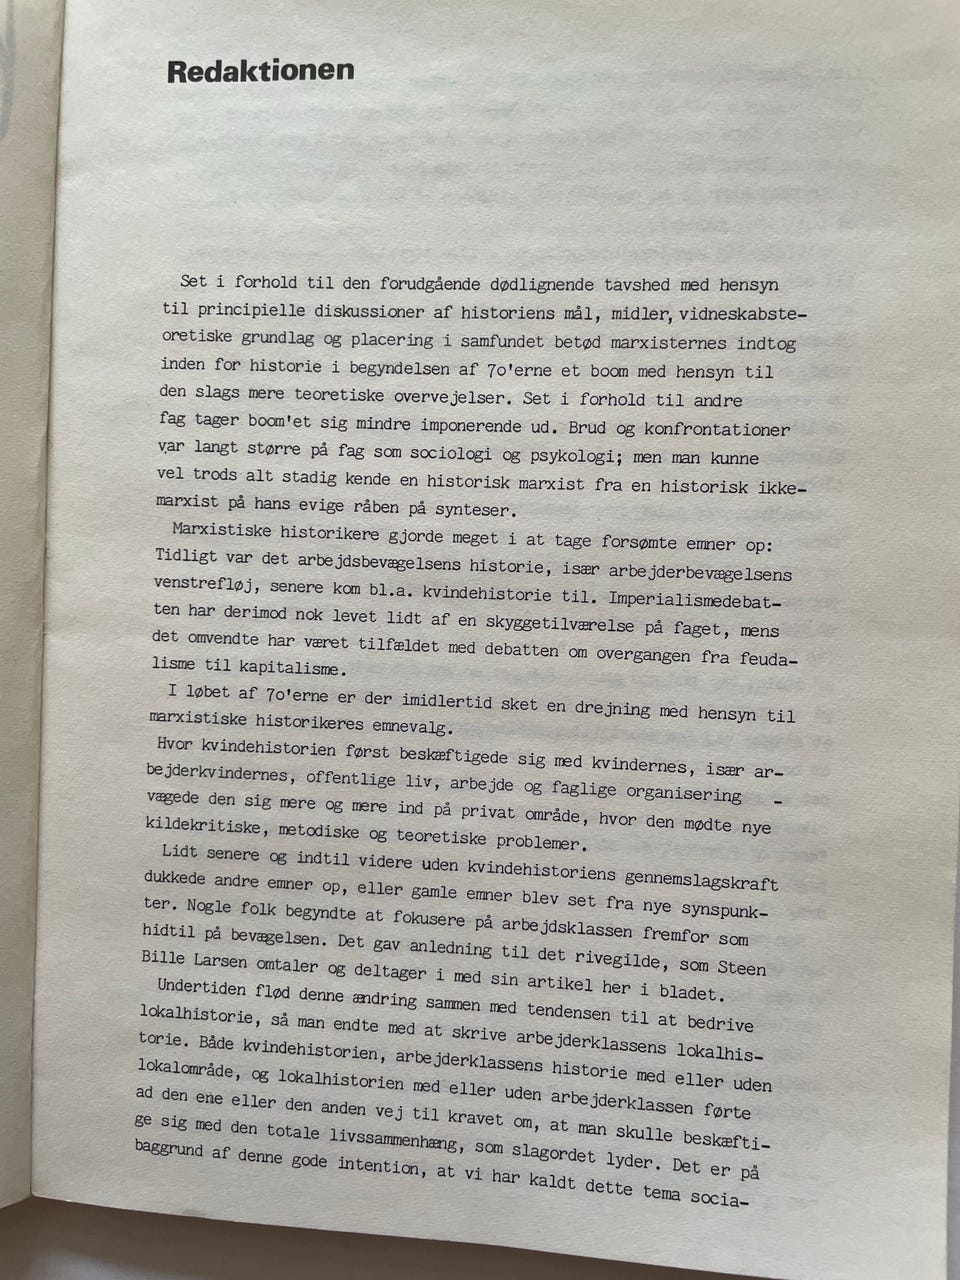 Redaktionen
Set i forhold til den forudgående dødlignende tavshed med hensyn
til principielle diskussioner af historiens mål, midler, vidneskabste-
oretiske grundlag og placering i samfundet betød marxisternes indtog
inden for historie i begyndelsen af 7o'erne et boom med hensyn til
den slags mere teoretiske overvejelser. Set i forhold til andre
fag tager boom'et sig mindre imponerende ud. Brud og konfrontationer
var langt større på fag som sociologi og psykologi; men man kunne
vel trods alt stadig kende en historisk marxist fra en historisk ikke-
marxist på hans evige råben på synteser.
Marxistiske historikere gjorde meget i at tage forsømte emner op:
Tidligt var det arbejdsbevægelsens historie, især arbejderbevægelsens
venstrefløj, senere kom bl.a. kvindehistorie til. Imperialismedebat-
ten har derimod nok levet lidt af en skyggetilværelse på faget, mens
det omvendte har været tilfældet med debatten om overgangen fra feuda-
lisme til kapitalisme.
I løbet af 7o'erne er der imidlertid sket en drejning med hensyn til
marxistiske historikeres emnevalg.
Hvor kvindehistorien først beskæftigede sig med kvindernes, især ar-
bejderkvindernes, offentlige liv, arbejde og faglige organisering -
vægede den sig mere og mere ind på privat område, hvor den mødte nye
kildekritiske, metodiske og teoretiske problemer.
Lidt senere og indtil videre uden kvindehistoriens gennemslagskraft
dukkede andre emner op, eller gamle emner blev set fra nye synspunk-
ter. Nogle folk begyndte at fokusere på arbejdsklassen fremfor som
hidtil på bevægelsen. Det gav anledning til det rivegilde, som Steen
Bille Larsen omtaler og deltager i med sin artikel her i bladet.
Undertiden flød denne ændring sammen med tendensen til at bedrive
lokalhistorie, så man endte med at skrive arbejderklassens lokalhis-
torie. Både kvindehistorien, arbejderklassens historie med eller uden
lokalområde, og lokalhistorien med eller uden arbejderklassen førte
ad den ene eller den anden vej til kravet om, at man skulle beskæfti-
ge sig med den totale livssammenhæng, som slagordet lyder. Det er på
baggrund af denne gode intention, at vi har kaldt dette tema socia-